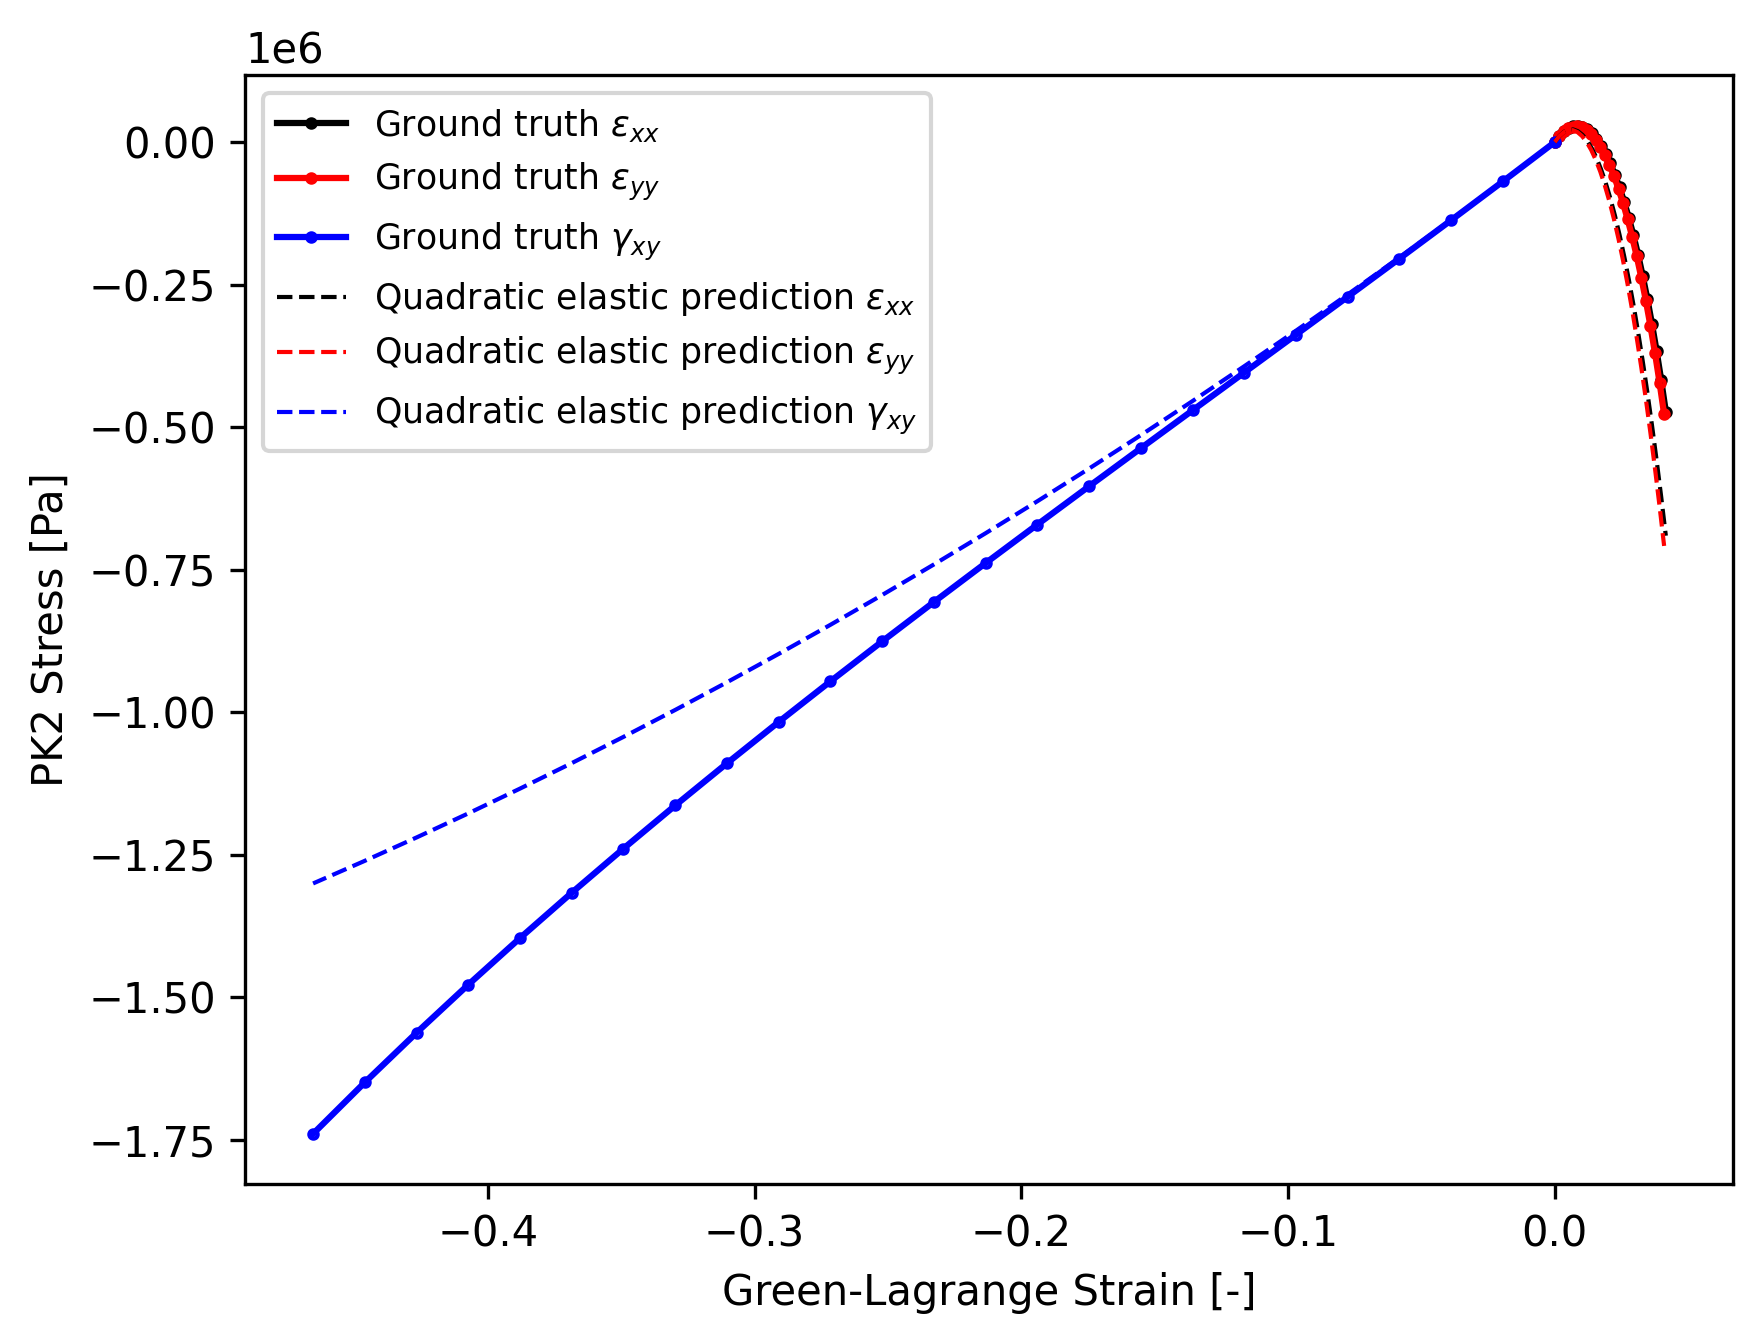 1e6
Ground truth εxx
Ground truth εyy
Ground truth γxy
Quadratic elastic prediction εxx
Quadratic elastic prediction εyy
Quadratic elastic prediction γxy
0.00
−0.25
−0.50
−0.75
−1.00
−1.25
−1.50
−1.75
PK2 Stress [Pa]
−0.4 −0.3 −0.2 −0.1 0.0
Green-Lagrange Strain [-]